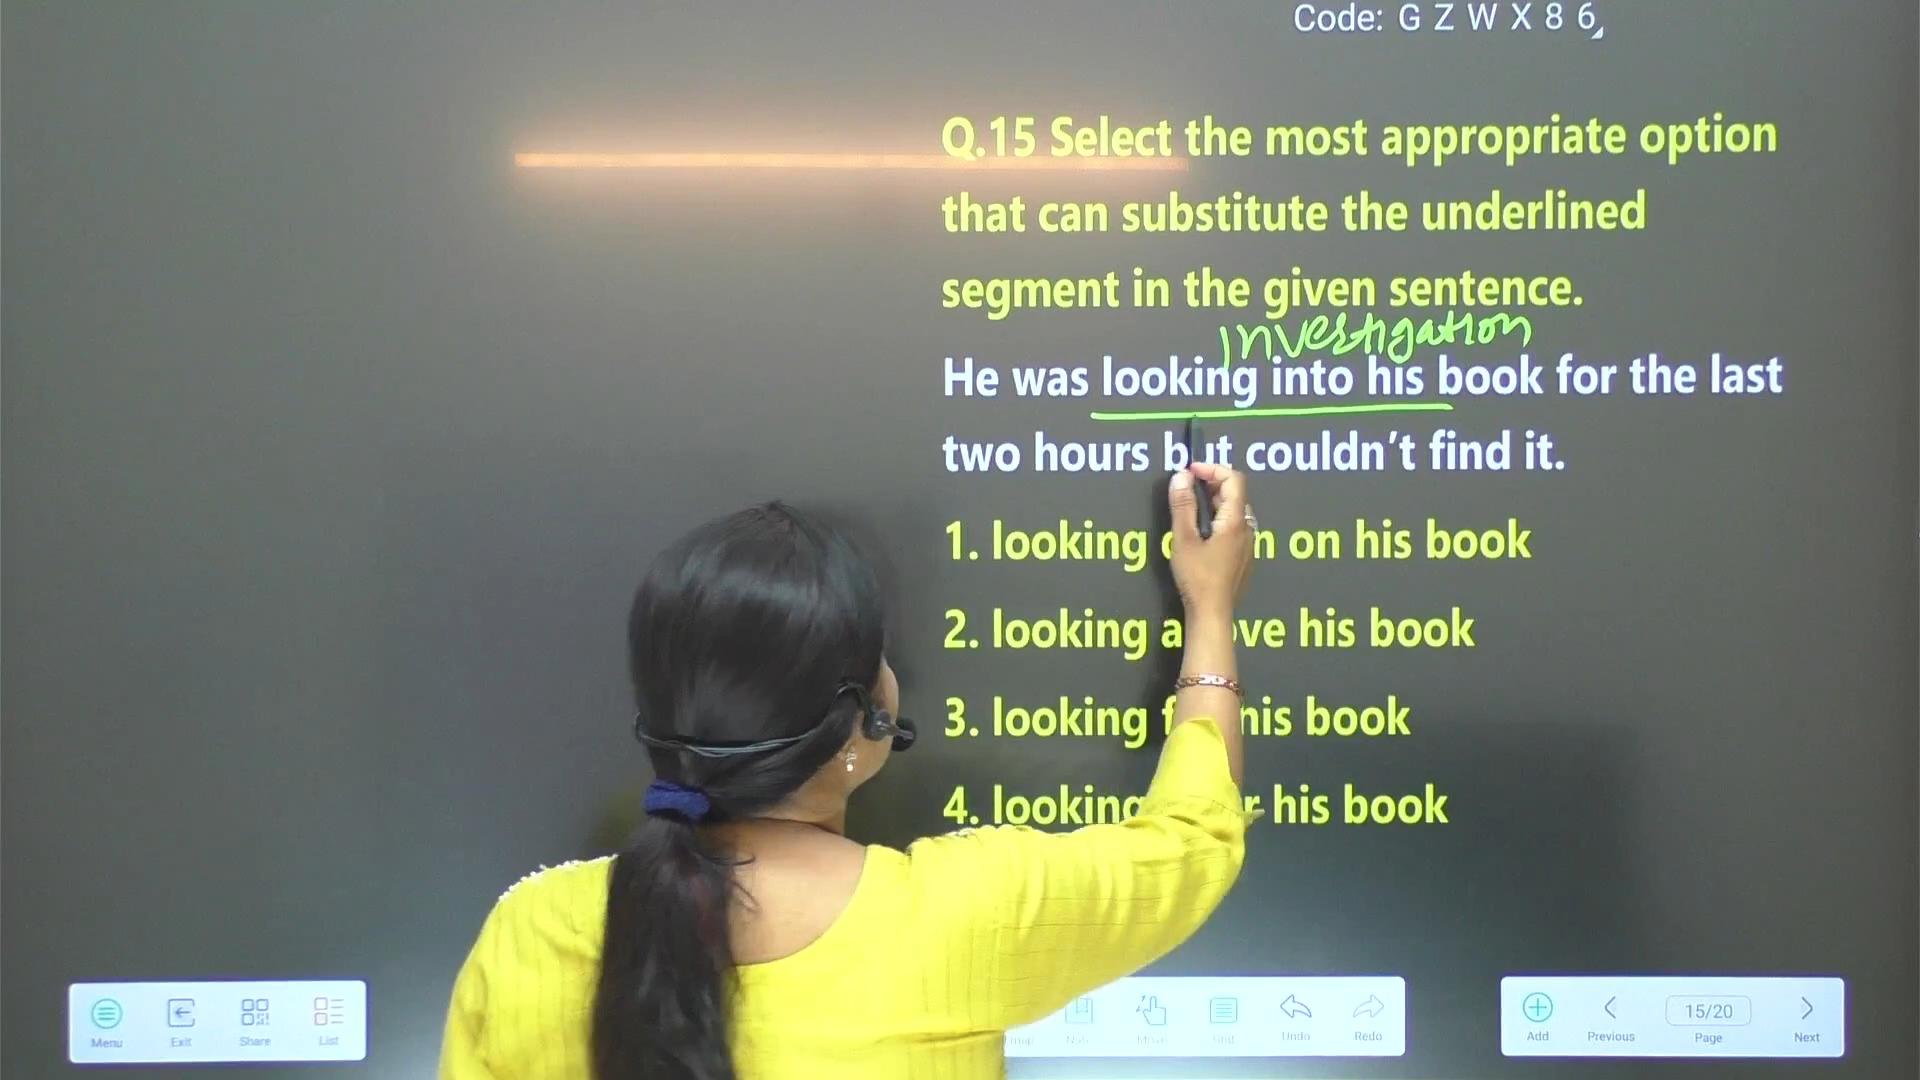 Code: G Z W X 8 6
Q.15 Select the most appropriate option
that can substitute the underlined
segment in the given sentence.
investigation
He was looking into his book for the last
two hours but couldn't find it.
1. looking on his book
2. looking his book
3. looking his book
4. looking his book
Menu Exit Share List
Undo Redo
Add Previous 15/20 Page Next